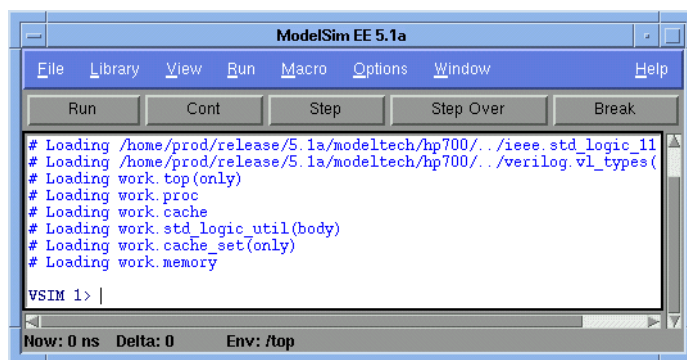 ModelSim EE 5.1a
File Library View Run Macro Options Window Help
Run Cont Step Step Over Break
# Loading /home/prod/release/5.1a/modeltech/hp700/../ieee.std_logic_11
# Loading /home/prod/release/5.1a/modeltech/hp700/../verilog.vl_types(
# Loading work.top(only)
# Loading work.proc
# Loading work.cache
# Loading work.std_logic_util(body)
# Loading work.cache_set(only)
# Loading work.memory
VSIM 1>
Now: 0 ns Delta: 0 Env: /top